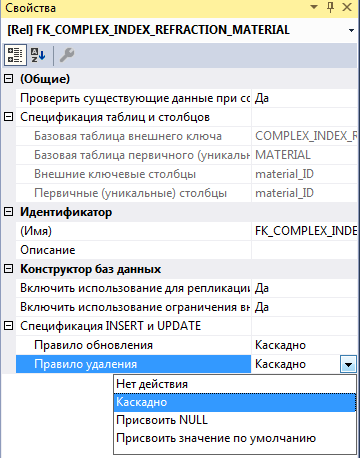 Свойства
[Rel] FK_COMPLEX_INDEX_REFRACTION_MATERIAL
(Общие)
Проверить существующие данные при со Да
Спецификация таблиц и столбцов
Базовая таблица внешнего ключа COMPLEX_INDEX_R
Базовая таблица первичного (уникаль MATERIAL
Внешние ключевые столбцы material_ID
Первичные (уникальные) столбцы material_ID
Идентификатор
(Имя) FK_COMPLEX_INDE
Описание
Конструктор баз данных
Включить использование для репликации Да
Включить использование ограничения вн Да
Спецификация INSERT и UPDATE
Правило обновления Каскадно
Правило удаления Каскадно
Нет действия
Каскадно
Присвоить NULL
Присвоить значение по умолчанию